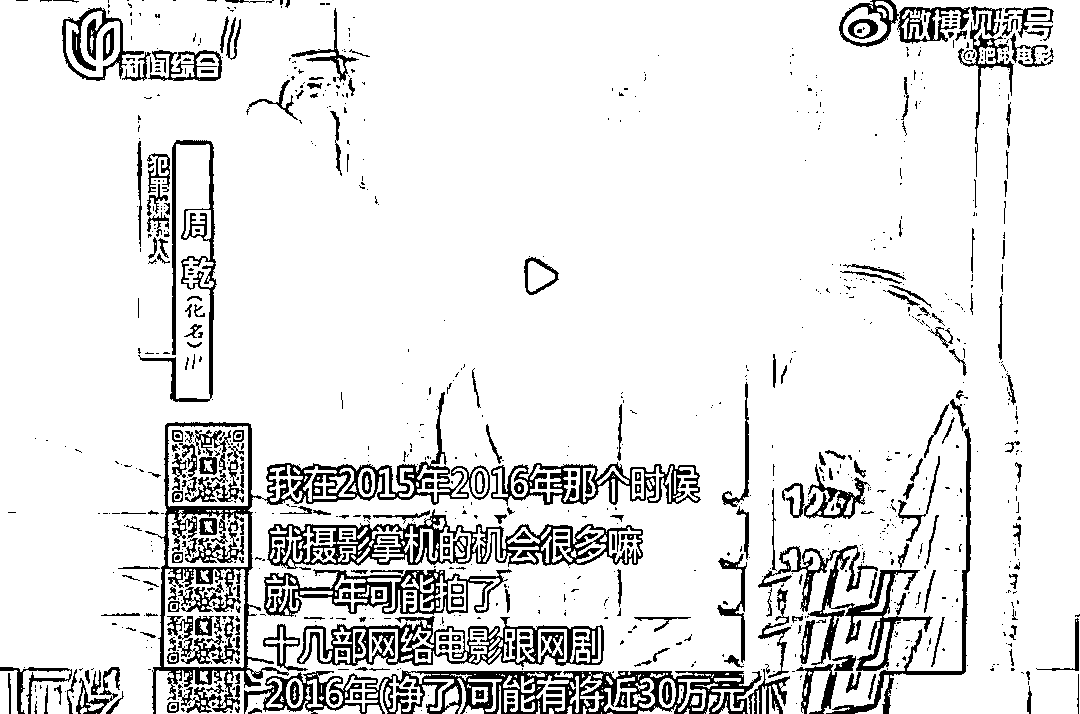 新闻综合
微博视频号
@肥啾电影
犯罪嫌疑人
周乾(化名)
我在2015年2016年那个时候
就摄影掌机的机会很多嘛
就一年可能拍了
十几部网络电影跟网剧
2016年(挣了)可能有将近30万元